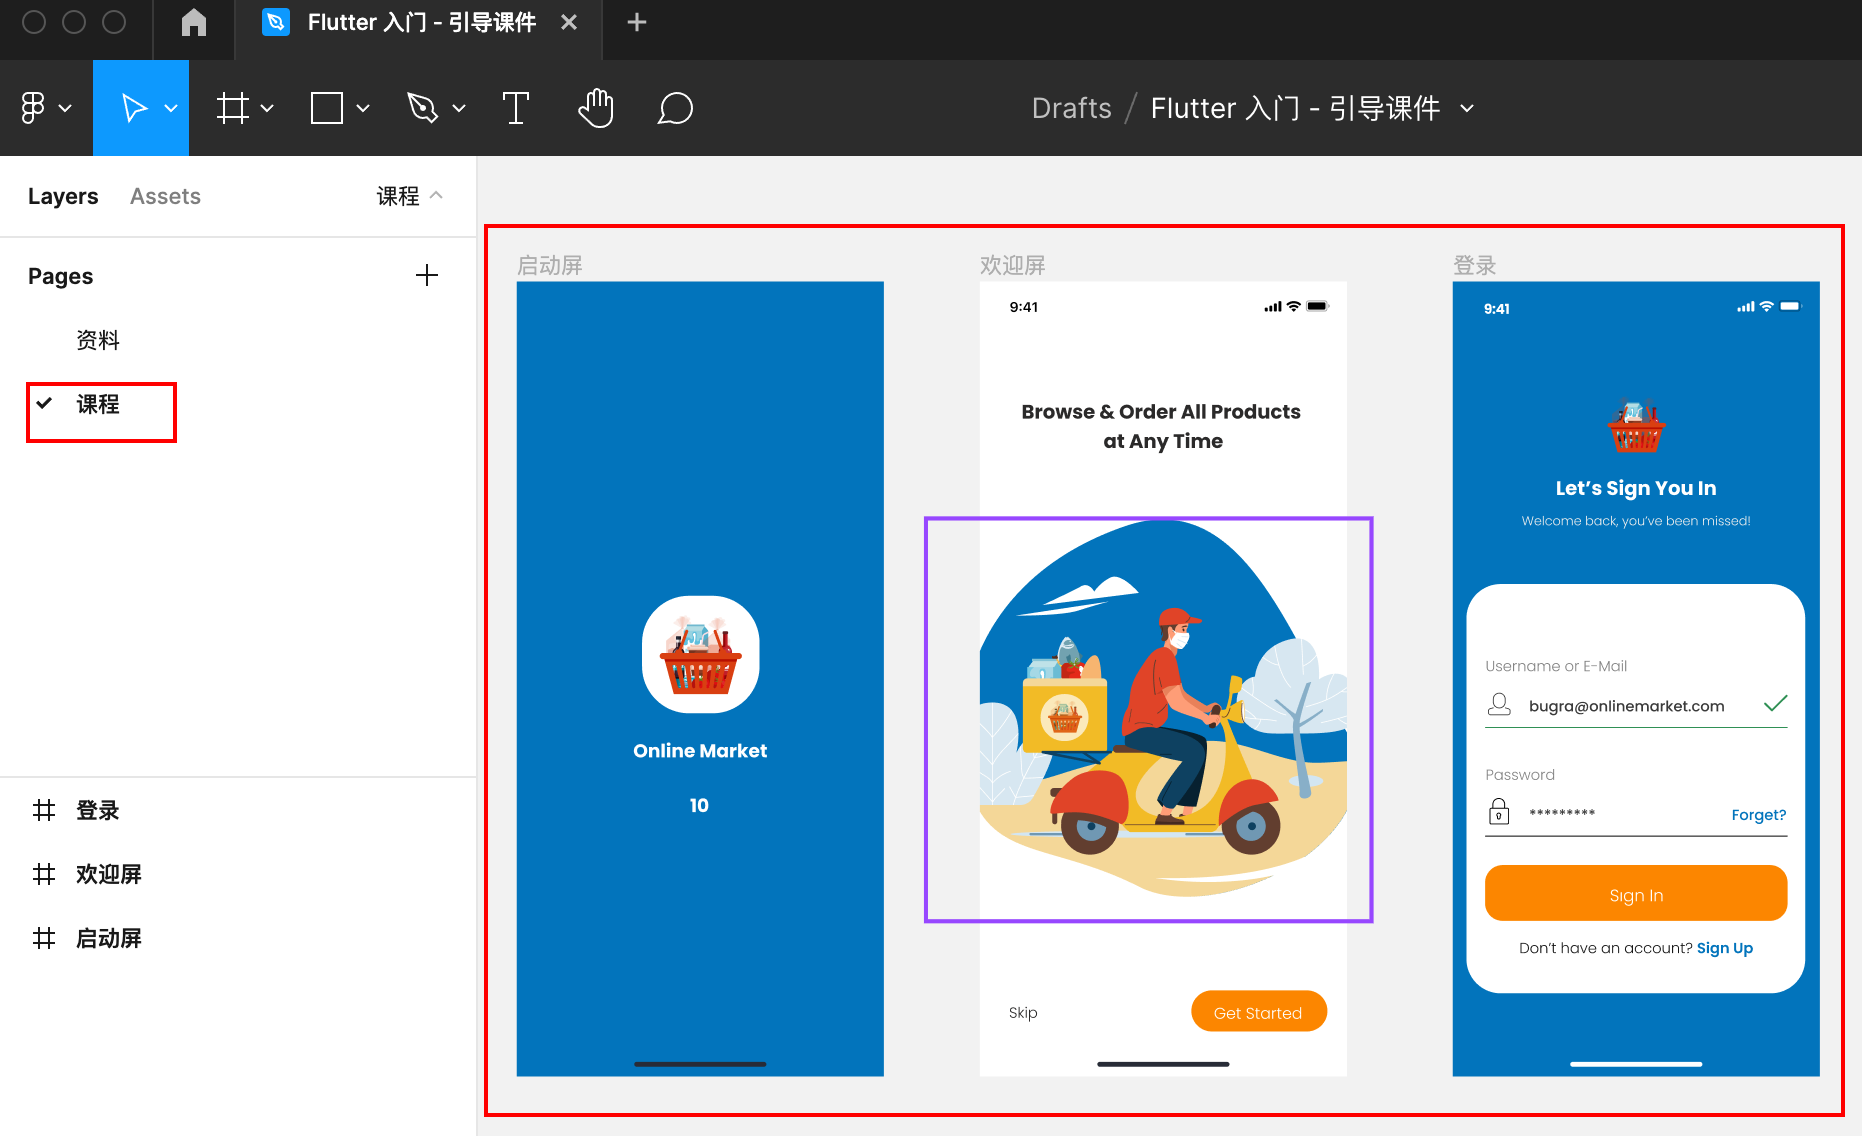 Flutter 入门 - 引导课件
Drafts / Flutter 入门 - 引导课件
Layers
Assets
课程
Pages
资料
课程
登录
欢迎屏
启动屏
启动屏
Online Market
10
欢迎屏
9:41
Browse & Order All Products
at Any Time
Skip
Get Started
登录
9:41
Let’s Sign You In
Welcome back, you’ve been missed!
Username or E-Mail
bugra@onlinemarket.com
Password
*********
Forget?
Sign In
Don’t have an account? Sign Up